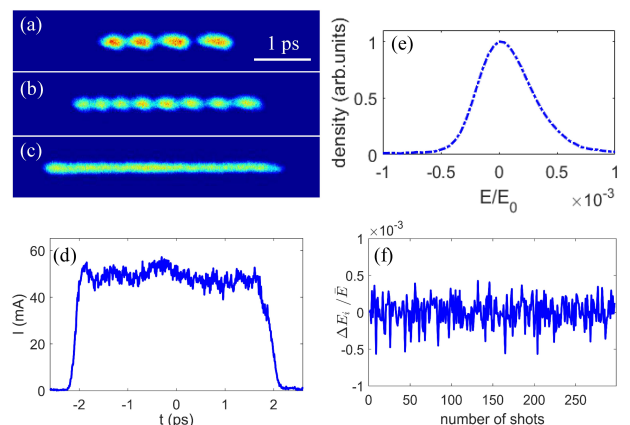 (a)
1 ps
(b)
(c)
(e)
density (arb.units)
1
0.5
0
-1 -0.5 0 0.5 1
E/E0
× 10-3
(d)
I (mA)
60
40
20
0
-2 -1 0 1 2
t (ps)
(f)
×10-3
ΔEi /Ē
1
0.5
0
-0.5
-1
0 50 100 150 200 250
number of shots